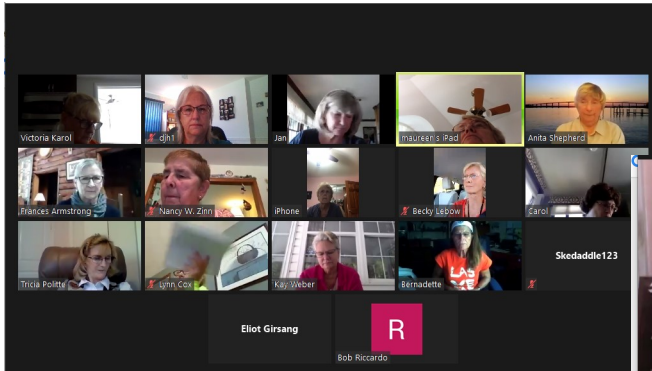 Victoria Karol
djh1
Jan
maureen's iPad
Anita Shepherd
Frances Armstrong
Nancy W. Zinn
iPhone
Becky Lebow
Carol
Tricia Politte
Lynn Cox
Kay Weber
Bernadette
LAS
Skedaddle123
Eliot Girsang
R
Bob Riccardo